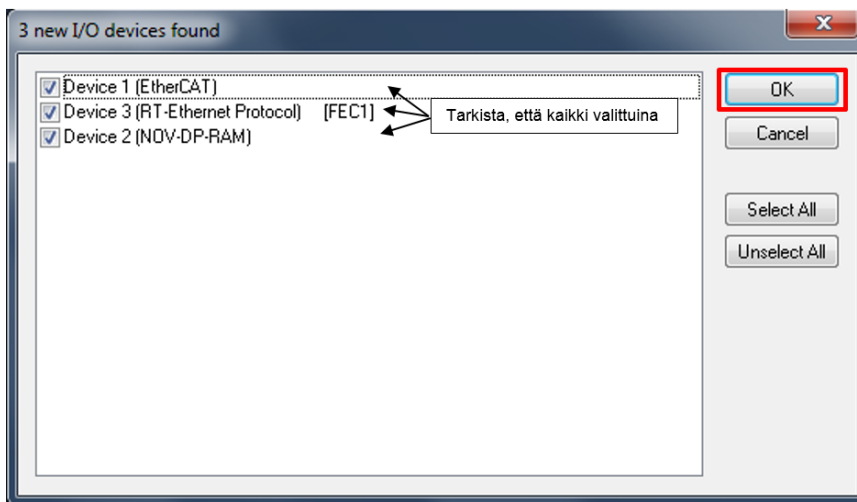 3 new I/O devices found
Device 1 (EtherCAT)
Device 3 (RT-Ethernet Protocol) [FEC1]
Device 2 (NOV-DP-RAM)
Tarkista, että kaikki valittuina
OK
Cancel
Select All
Unselect All